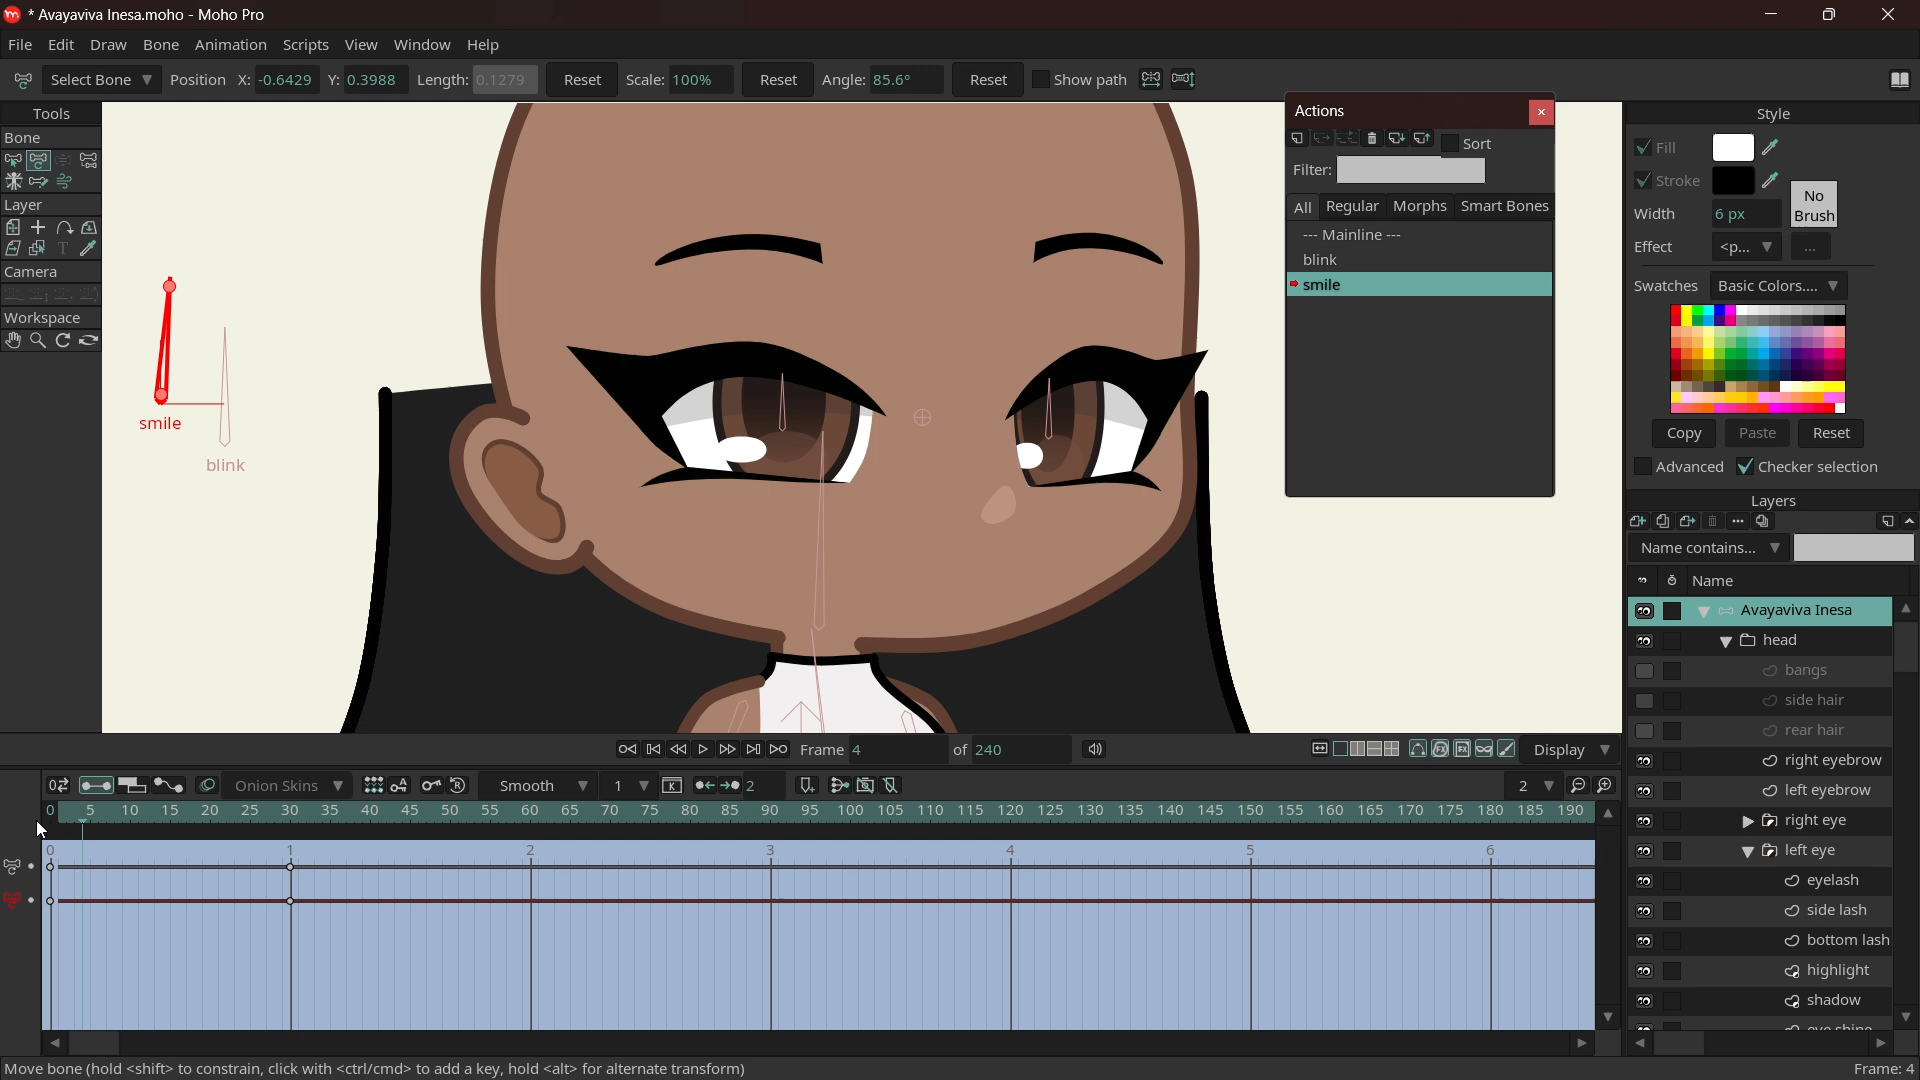 * Avayaviva Inesa.moho - Moho Pro
File Edit Draw Bone Animation Scripts View Window Help
Select Bone Position X: -0.6429 Y: 0.3988 Length: 0.1279 Reset Scale: 100% Reset Angle: 85.6° Reset Show path
Tools
Bone
Layer
T
Camera
Workspace
smile
blink
Actions
Sort
Filter:
All Regular Morphs Smart Bones
--- Mainline ---
blink
smile
Style
Fill
Stroke
No
Brush
Width 6 px
Effect <p... ...
Swatches Basic Colors....
Copy Paste Reset
Advanced Checker selection
Layers
Name contains...
Name
Avayaviva Inesa
head
bangs
side hair
rear hair
right eyebrow
left eyebrow
right eye
left eye
eyelash
side lash
bottom lash
highlight
shadow
Frame 4 of 240
Display
Onion Skins Smooth 1 2 2
0 5 10 15 20 25 30 35 40 45 50 55 60 65 70 75 80 85 90 95 100 105 110 115 120 125 130 135 140 145 150 155 160 165 170 175 180 185 190
0 1 2 3 4 5 6
Move bone (hold <shift> to constrain, click with <ctrl/cmd> to add a key, hold <alt> for alternate transform)
Frame: 4